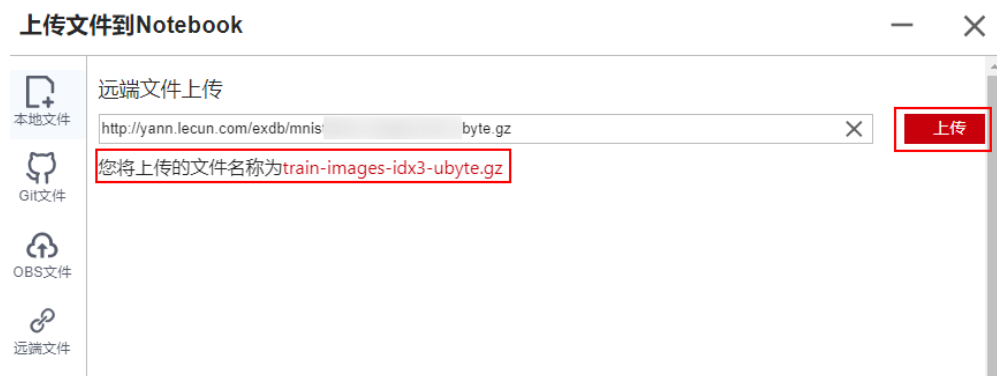 上传文件到Notebook
本地文件
Git文件
OBS文件
远端文件
远端文件上传
http://yann.lecun.com/exdb/mnis byte.gz
上传
您将上传的文件名称为train-images-idx3-ubyte.gz